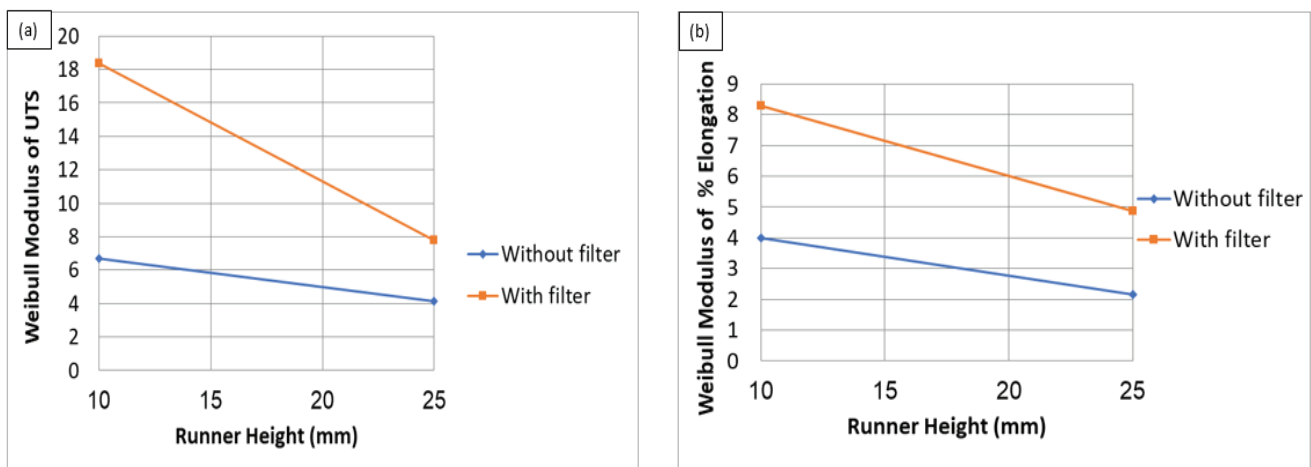 (a)
Weibull Modulus of UTS
20
18
16
14
12
10
8
6
4
2
0
10 15 20 25
Runner Height (mm)
Without filter
With filter
(b)
Weibull Modulus of % Elongation
9
8
7
6
5
4
3
2
1
0
10 15 20 25
Runner Height (mm)
Without filter
With filter